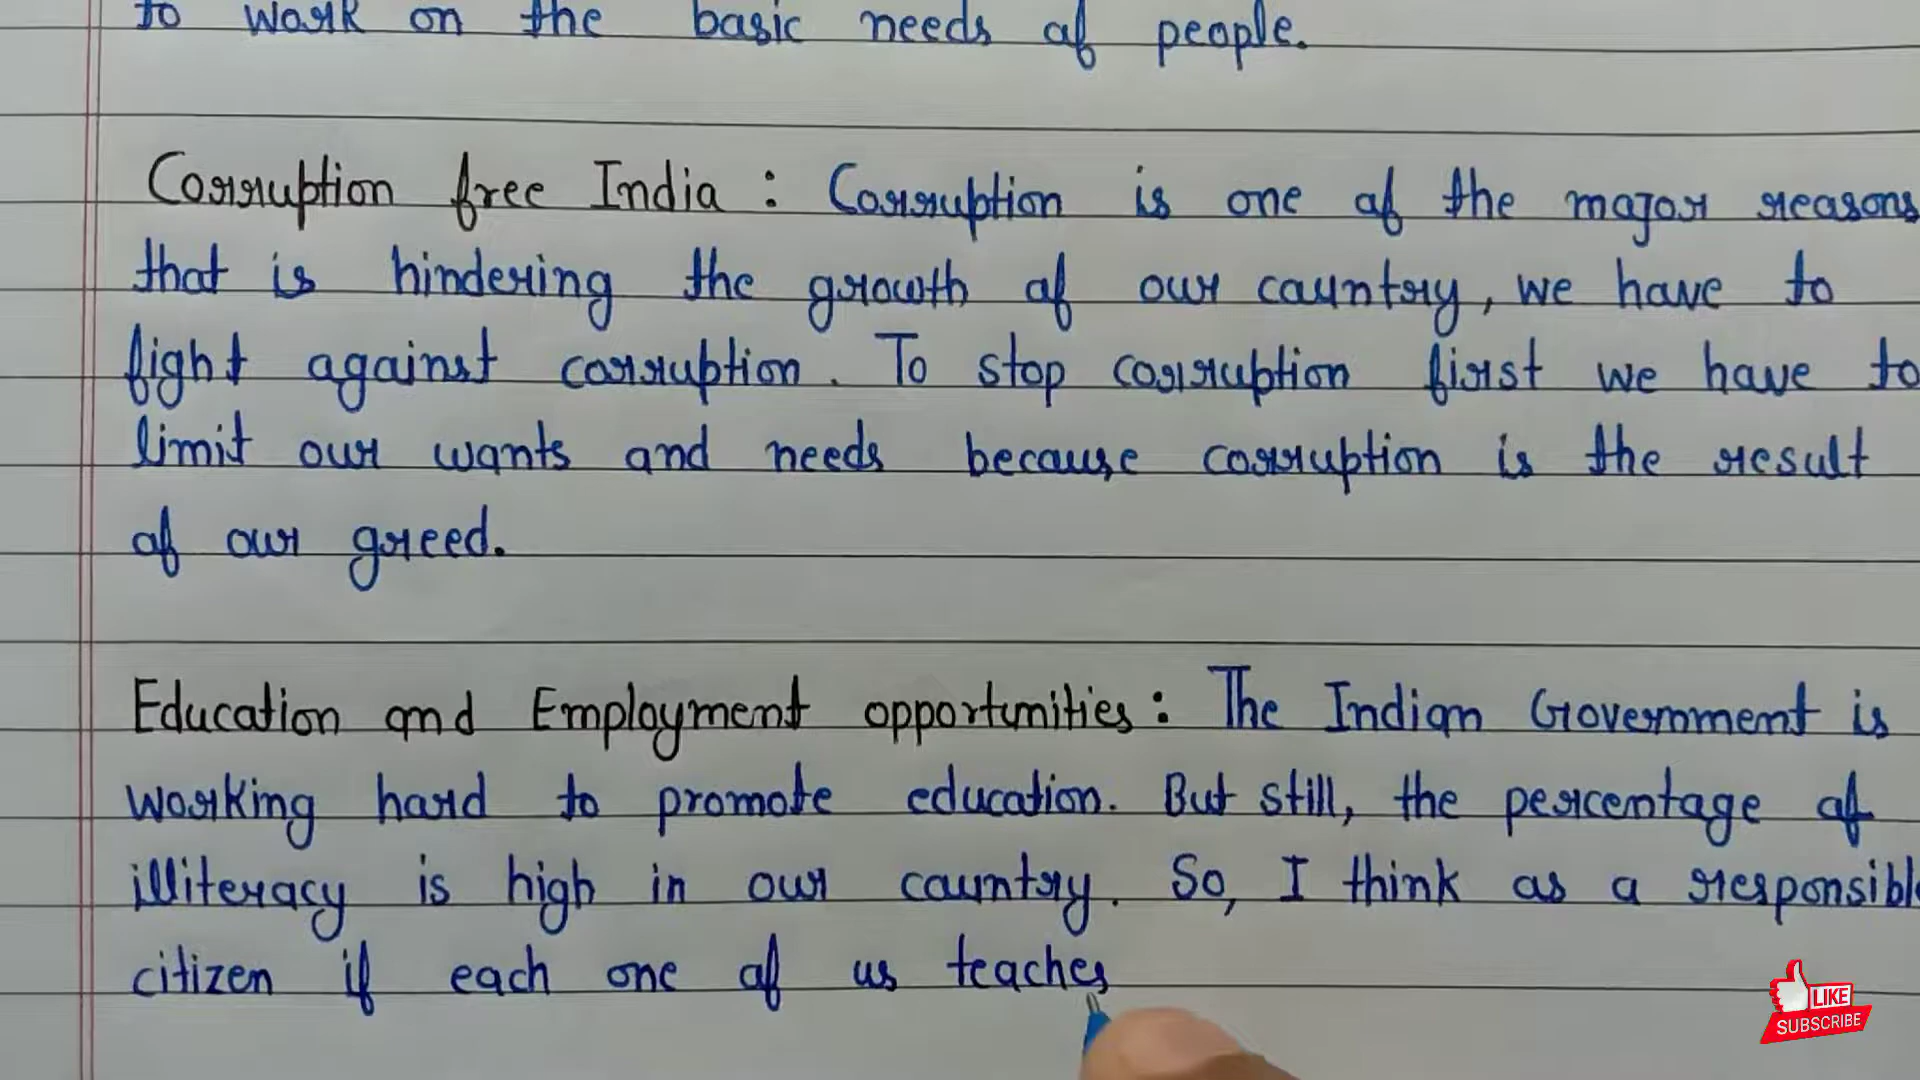 to work on the basic needs of people.
Corruption free India : Corruption is one of the major reasons
that is hindering the growth of our country, we have to
fight against corruption. To stop corruption first we have to
limit our wants and needs because corruption is the result
of our greed.
Education and Employment opportunities : The Indian Government is
working hard to promote education. But still, the percentage of
illiteracy is high in our country. So, I think as a responsible
citizen if each one of us teaches
LIKE
SUBSCRIBE